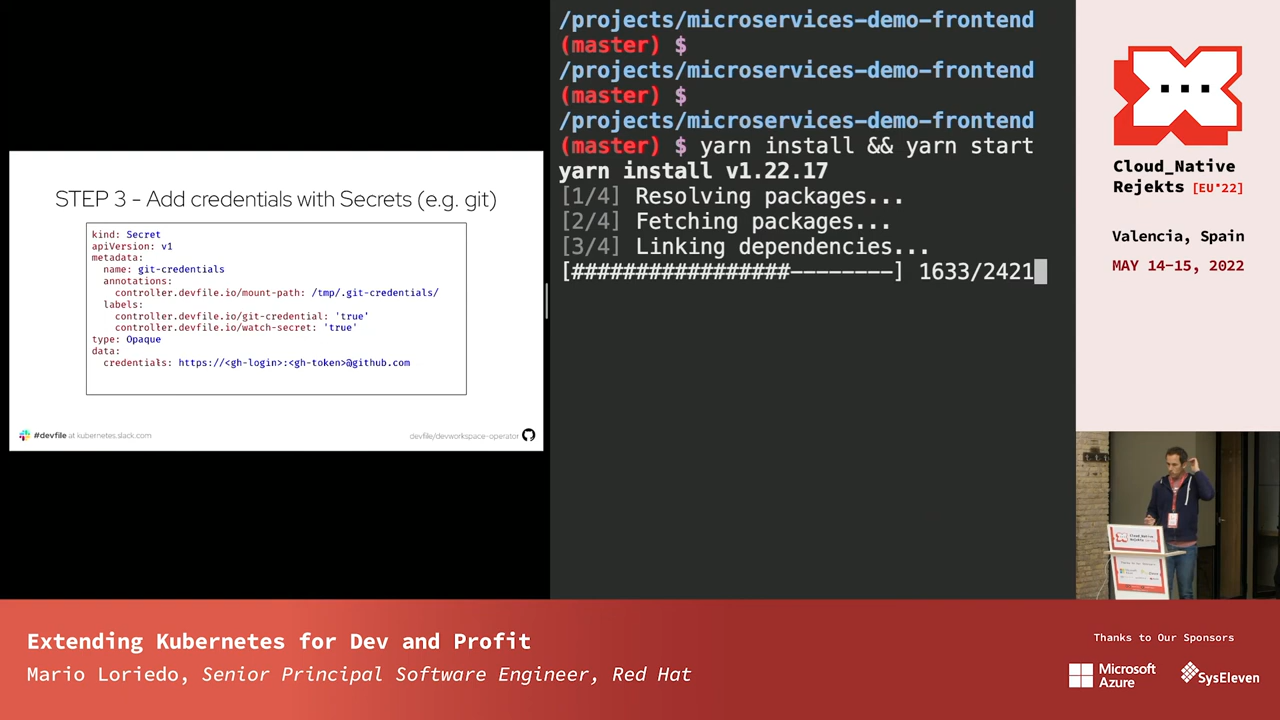 STEP 3 - Add credentials with Secrets (e.g. git)
kind: Secret
apiVersion: v1
metadata:
name: git-credentials
annotations:
controller.devfile.io/mount-path: /tmp/.git-credentials/
labels:
controller.devfile.io/git-credential: 'true'
controller.devfile.io/watch-secret: 'true'
type: Opaque
data:
credentials: https://<gh-login>:<gh-token>@github.com
#devfile at kubernetes.slack.com
devfile/devworkspace-operator
/projects/microservices-demo-frontend
(master) $
/projects/microservices-demo-frontend
(master) $
/projects/microservices-demo-frontend
(master) $ yarn install && yarn start
yarn install v1.22.17
[1/4] Resolving packages...
[2/4] Fetching packages...
[3/4] Linking dependencies...
[#################--------] 1633/2421
Cloud_Native
Rejekts [EU*22]
Valencia, Spain
MAY 14-15, 2022
Extending Kubernetes for Dev and Profit
Mario Loriedo, Senior Principal Software Engineer, Red Hat
Thanks to Our Sponsors
Microsoft
Azure
SysEleven